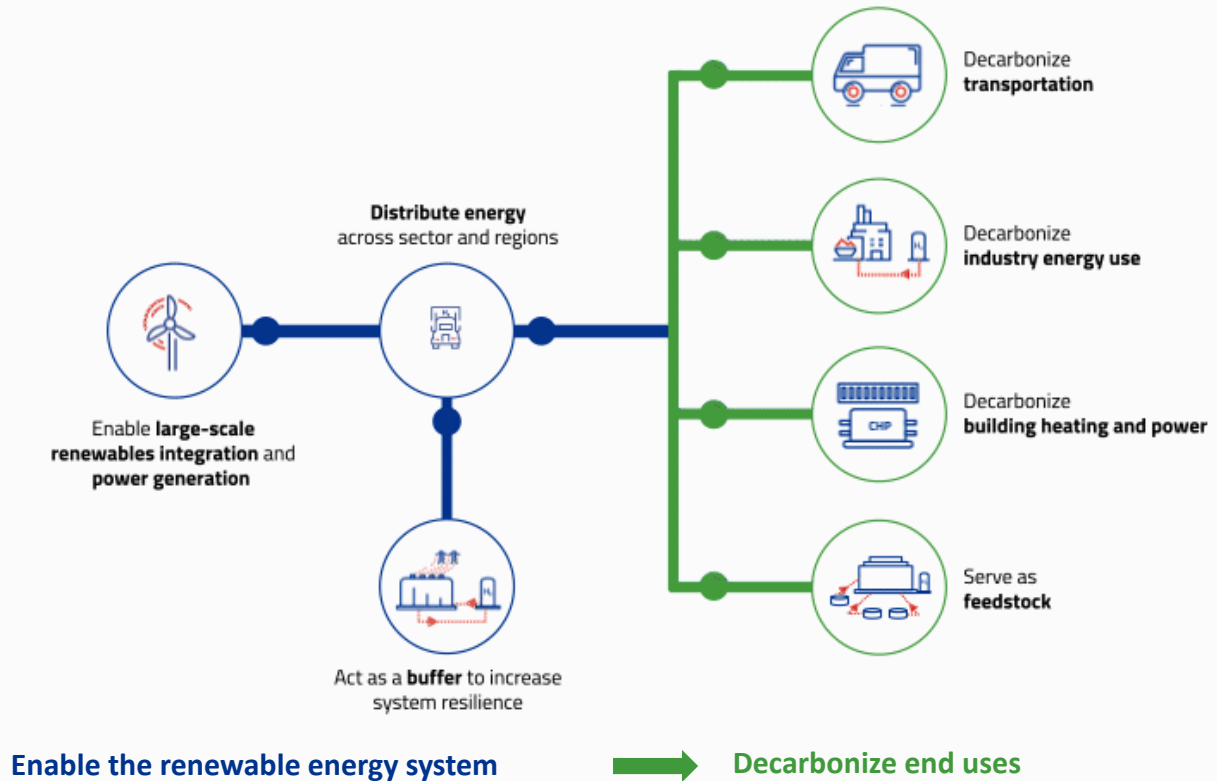 Decarbonize
transportation
Distribute energy
across sector and regions
Decarbonize
industry energy use
Enable large-scale
renewables integration and
power generation
Decarbonize
building heating and power
CHP
Serve as
feedstock
Act as a buffer to increase
system resilience
Enable the renewable energy system
Decarbonize end uses